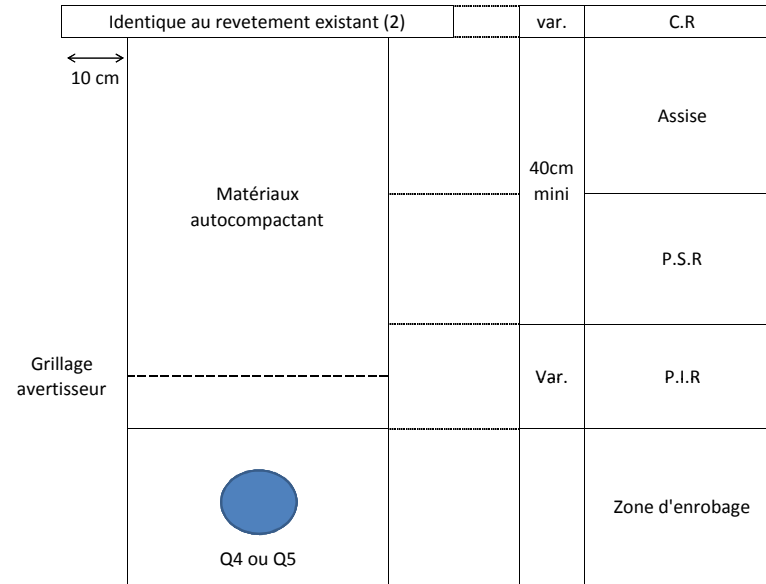 Identique au revetement existant (2)
var.
C.R
10 cm
Assise
40cm
mini
Matériaux
autocompactant
P.S.R
Grillage
avertisseur
Var.
P.I.R
Zone d'enrobage
Q4 ou Q5